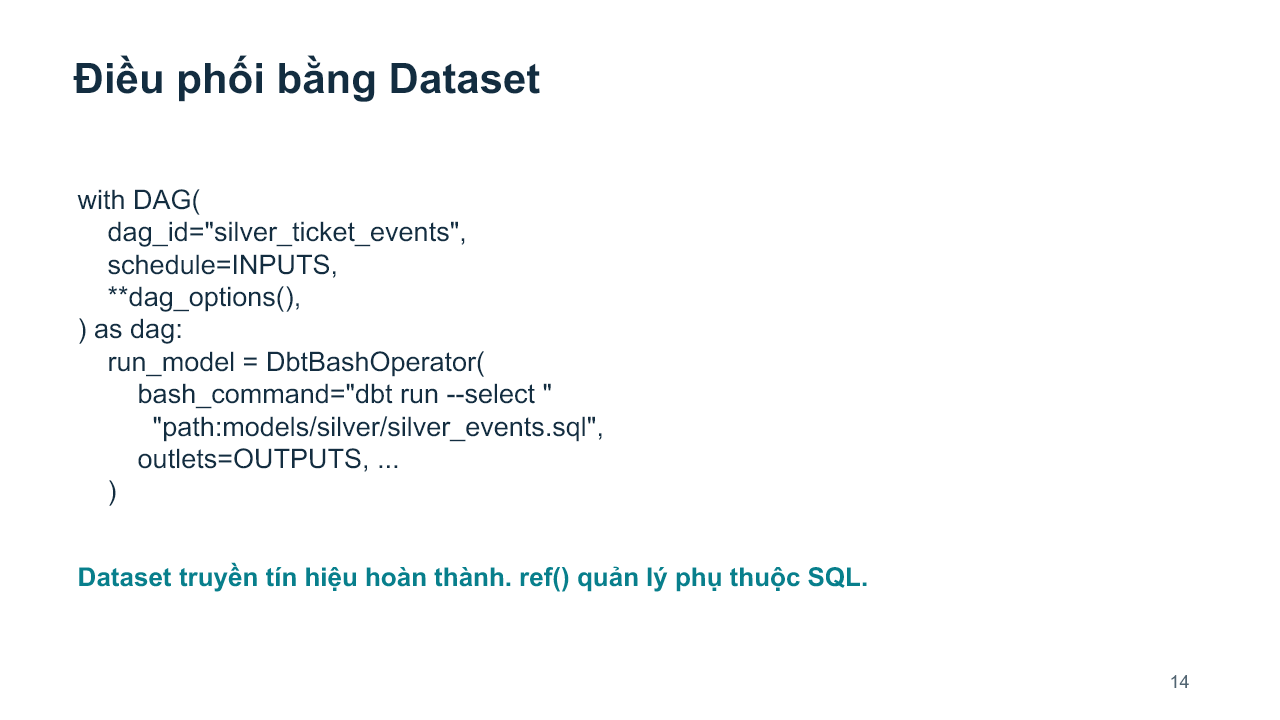 Điều phối bằng Dataset
with DAG(
    dag_id="silver_ticket_events",
    schedule=INPUTS,
    **dag_options(),
) as dag:
    run_model = DbtBashOperator(
        bash_command="dbt run --select "
          "path:models/silver/silver_events.sql",
        outlets=OUTPUTS, ...
    )
Dataset truyền tín hiệu hoàn thành. ref() quản lý phụ thuộc SQL.
14